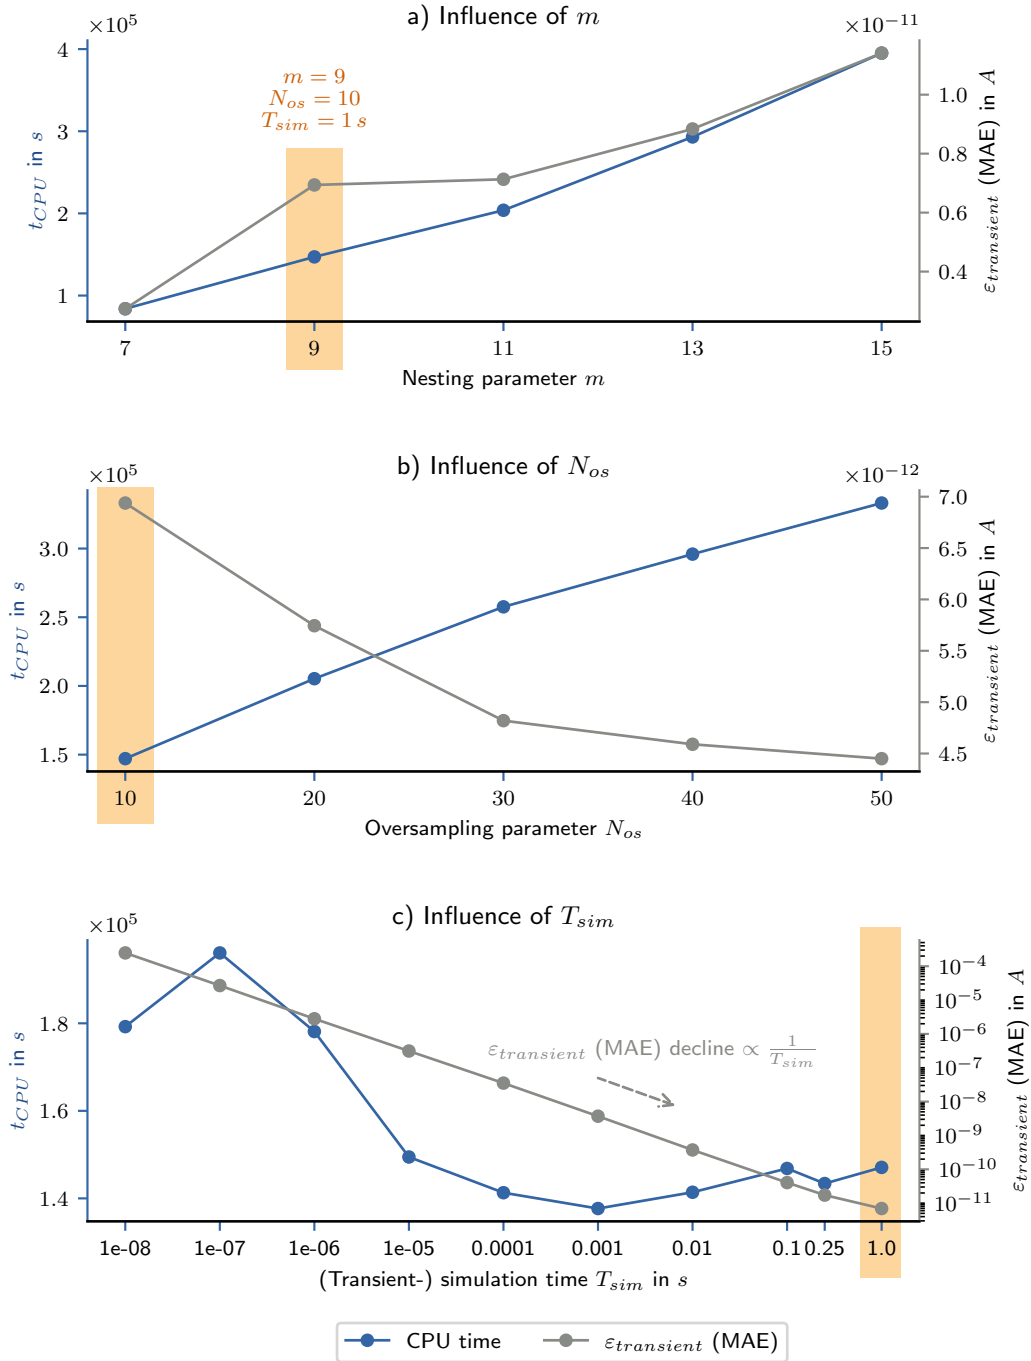 a) Influence of m
×10^5
×10^−11
4
3
2
1
t_CPU in s
1.0
0.8
0.6
0.4
ε_transient (MAE) in A
m = 9
N_os = 10
T_sim = 1 s
7 9 11 13 15
Nesting parameter m
b) Influence of N_os
×10^5
×10^−12
3.0
2.5
2.0
1.5
t_CPU in s
7.0
6.5
6.0
5.5
5.0
4.5
ε_transient (MAE) in A
10 20 30 40 50
Oversampling parameter N_os
c) Influence of T_sim
×10^5
1.8
1.6
1.4
t_CPU in s
10^−4
10^−5
10^−6
10^−7
10^−8
10^−9
10^−10
10^−11
ε_transient (MAE) in A
ε_transient (MAE) decline ∝ 1/T_sim
1e-08 1e-07 1e-06 1e-05 0.0001 0.001 0.01 0.1 0.25 1.0
(Transient-) simulation time T_sim in s
CPU time ε_transient (MAE)